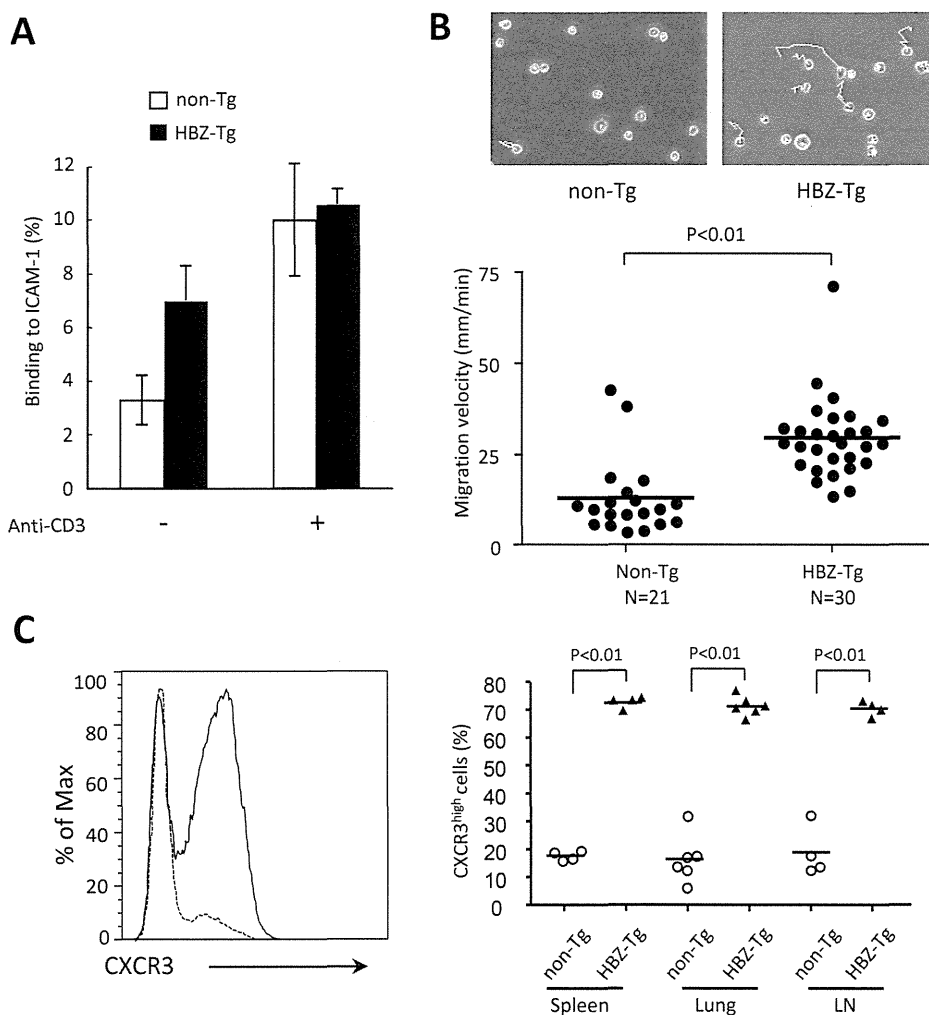 A
non-Tg
HBZ-Tg
Binding to ICAM-1 (%)
12
10
8
6
4
2
0
Anti-CD3
-
+
B
non-Tg
HBZ-Tg
P<0.01
Migration velocity (mm/min)
75
50
25
0
Non-Tg
N=21
HBZ-Tg
N=30
C
% of Max
100
80
60
40
20
0
CXCR3
P<0.01
P<0.01
P<0.01
CXCR3high cells (%)
80
70
60
50
40
30
20
10
0
non-Tg
HBZ-Tg
non-Tg
HBZ-Tg
non-Tg
HBZ-Tg
Spleen
Lung
LN